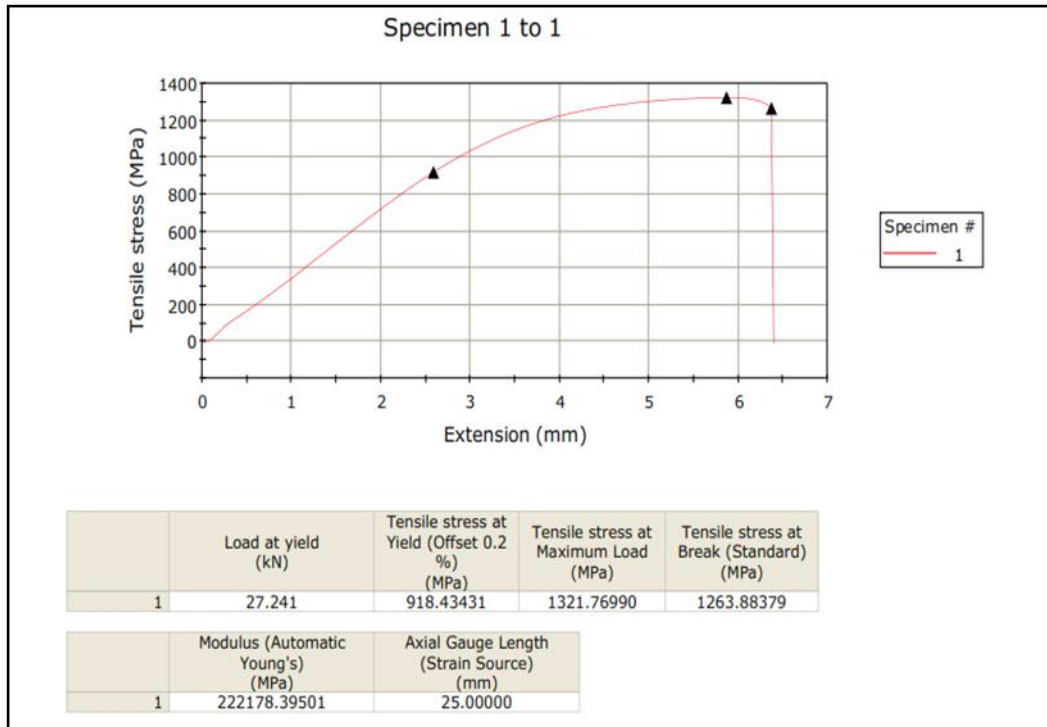 Specimen 1 to 1
1400
1200
1000
800
600
400
200
0
Tensile stress (MPa)
0 1 2 3 4 5 6 7
Extension (mm)
Specimen #
1
Load at yield
(kN)
Tensile stress at
Yield (Offset 0.2
%)
(MPa)
Tensile stress at
Maximum Load
(MPa)
Tensile stress at
Break (Standard)
(MPa)
1 27.241 918.43431 1321.76990 1263.88379
Modulus (Automatic
Young's)
(MPa)
Axial Gauge Length
(Strain Source)
(mm)
1 222178.39501 25.00000